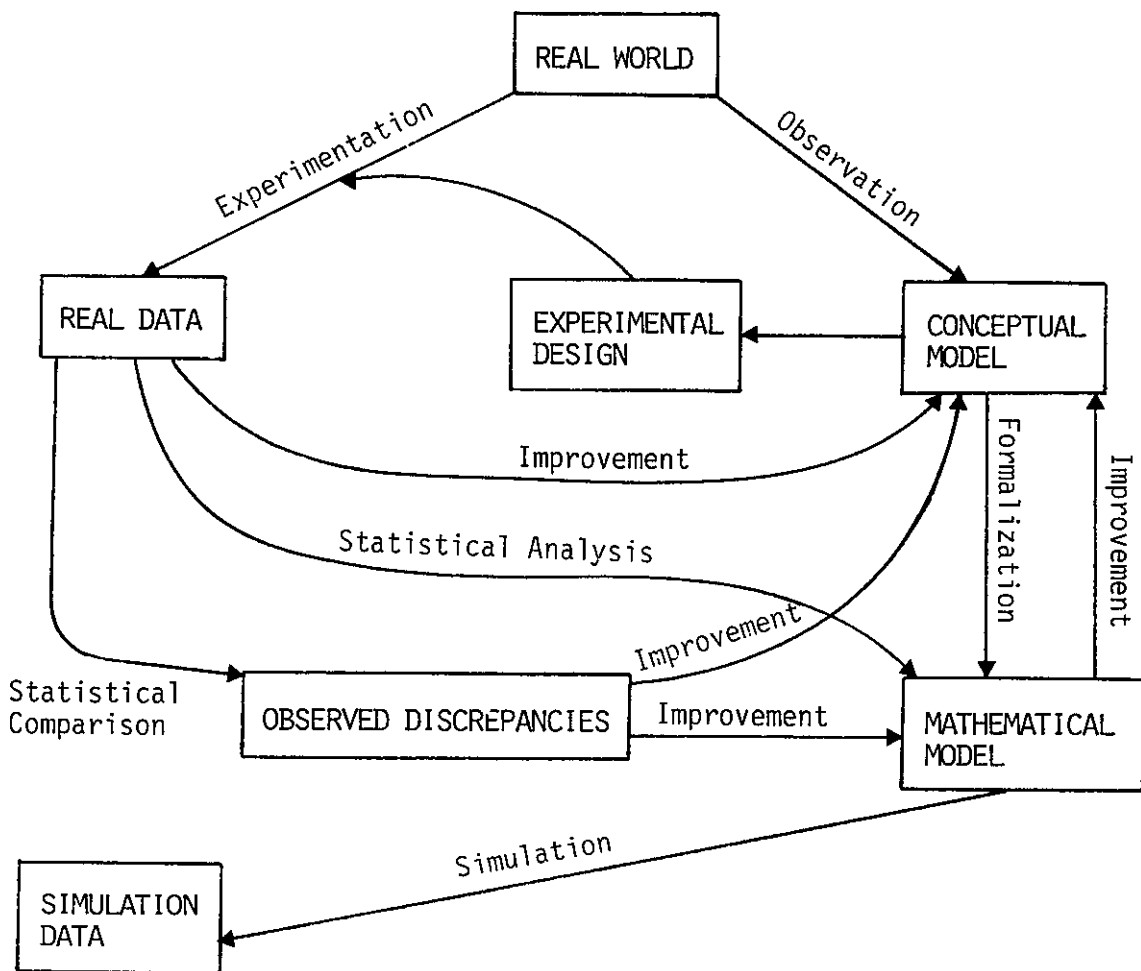 REAL WORLD
Experimentation
Observation
REAL DATA
EXPERIMENTAL
DESIGN
CONCEPTUAL
MODEL
Improvement
Formalization
Improvement
Statistical Analysis
Improvement
Statistical
Comparison
OBSERVED DISCREPANCIES
Improvement
MATHEMATICAL
MODEL
Simulation
SIMULATION
DATA